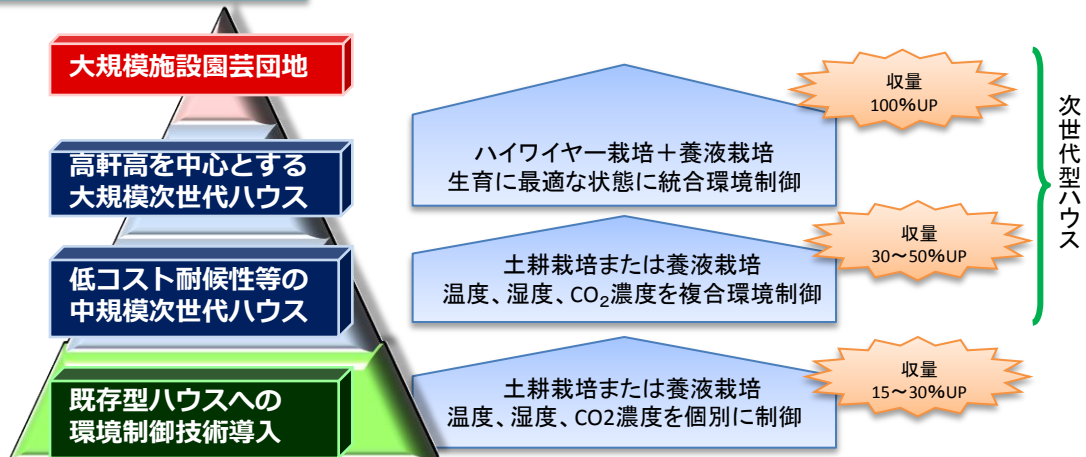 大規模施設園芸団地
高軒高を中心とする
大規模次世代ハウス
低コスト耐候性等の
中規模次世代ハウス
既存型ハウスへの
環境制御技術導入
ハイワイヤー栽培＋養液栽培
生育に最適な状態に統合環境制御
土耕栽培または養液栽培
温度、湿度、CO₂濃度を複合環境制御
土耕栽培または養液栽培
温度、湿度、CO2濃度を個別に制御
収量
100%UP
収量
30～50%UP
収量
15～30%UP
次世代型ハウス